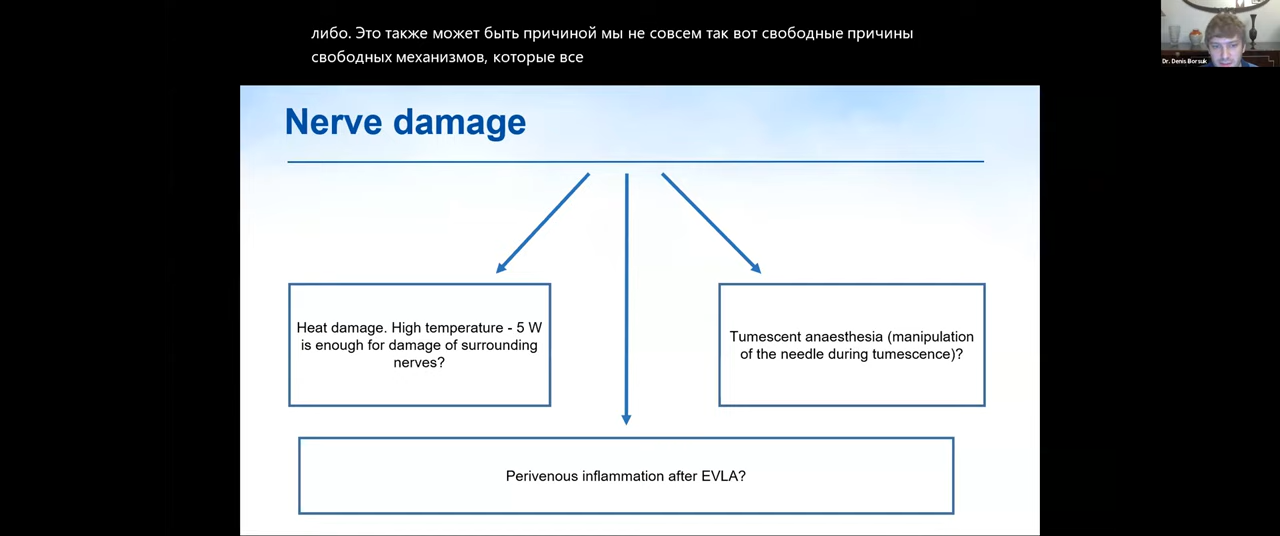 либо. Это также может быть причиной мы не совсем так вот свободные причины
свободных механизмов, которые все
Dr. Denis Borsuk
Nerve damage
Heat damage. High temperature - 5 W
is enough for damage of surrounding
nerves?
Tumescent anaesthesia (manipulation
of the needle during tumescence)?
Perivenous inflammation after EVLA?